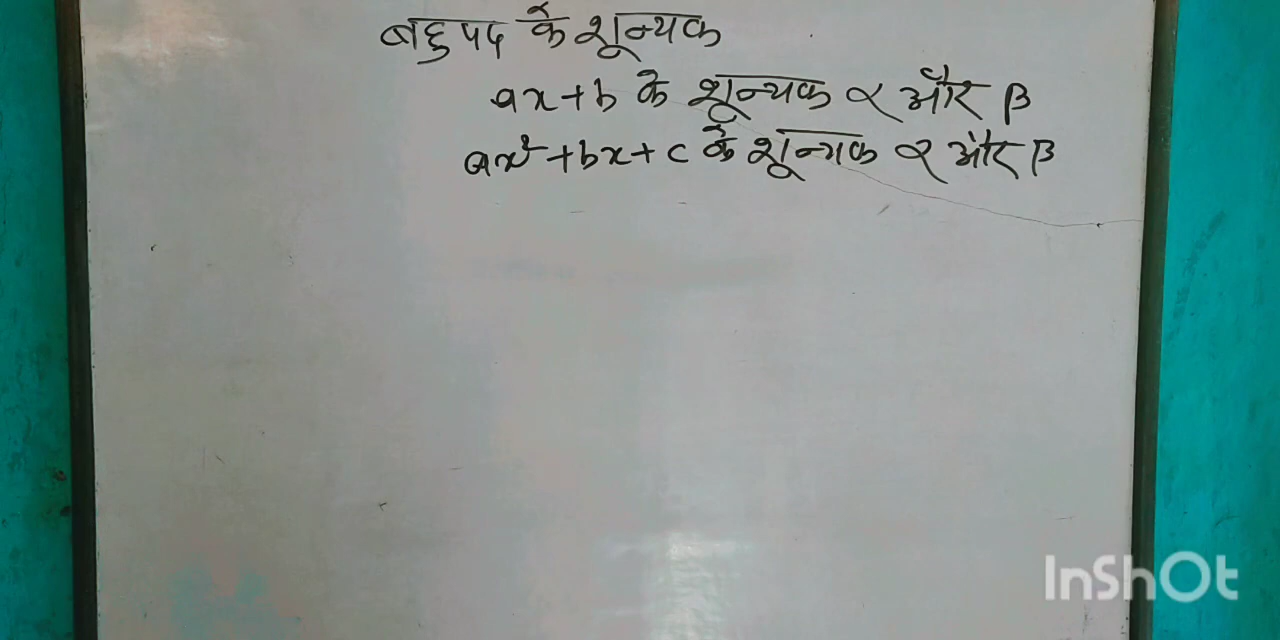 बहुपद के शून्यक
ax+b के शून्यक α और β
ax²+bx+c के शून्यक α और β
InShOt